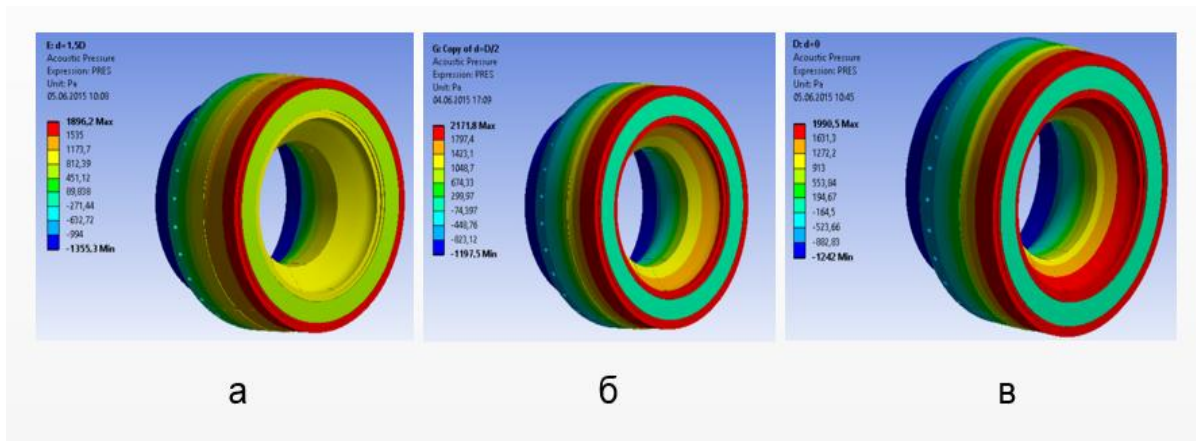 E: d=1,5D
Acoustic Pressure
Expression: PRES
Unit: Pa
05.06.2015 10:08
1896,2 Max
1535
1173,7
812,39
451,12
89,838
-271,44
-632,72
-994
-1355,3 Min
G: Copy of d=D/2
Acoustic Pressure
Expression: PRES
Unit: Pa
04.06.2015 17:09
2171,8 Max
1797,4
1423,1
1048,7
674,33
299,97
-74,397
-448,76
-823,12
-1197,5 Min
D: d=0
Acoustic Pressure
Expression: PRES
Unit: Pa
05.06.2015 10:45
1990,5 Max
1631,3
1272,2
913
553,84
194,67
-164,5
-523,66
-882,83
-1242 Min
а
б
в